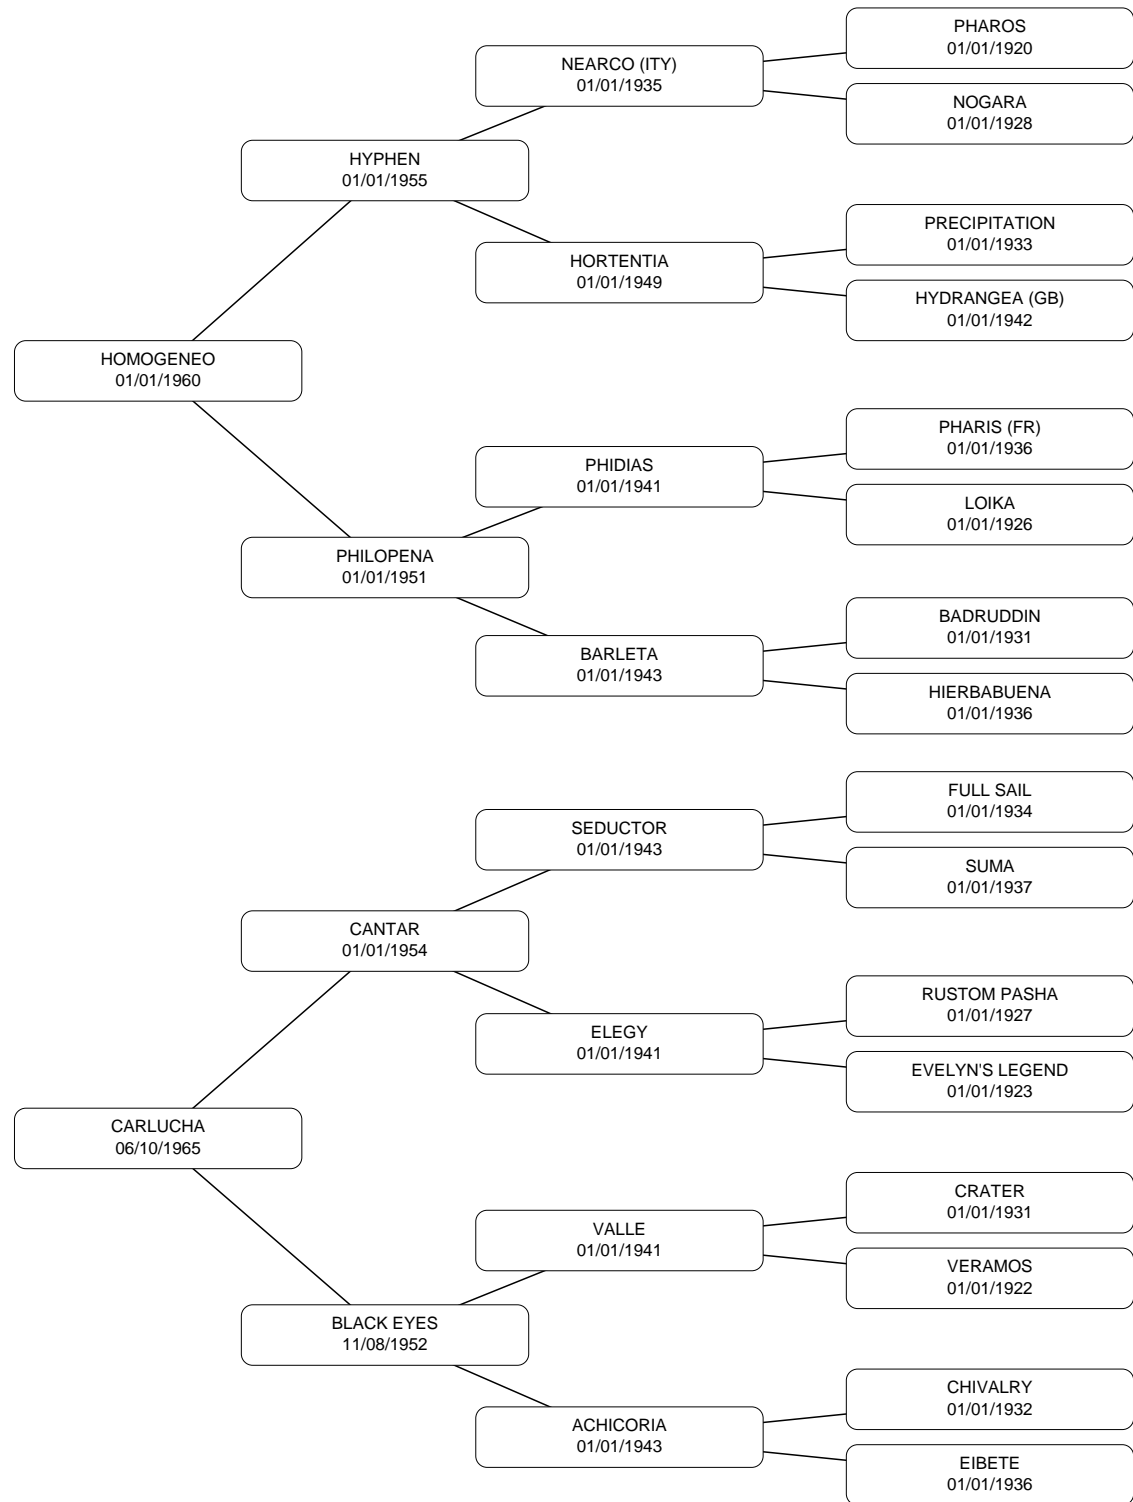 PHAROS
01/01/1920
NEARCO (ITY)
01/01/1935
NOGARA
01/01/1928
HYPHEN
01/01/1955
PRECIPITATION
01/01/1933
HORTENTIA
01/01/1949
HYDRANGEA (GB)
01/01/1942
HOMOGENEO
01/01/1960
PHARIS (FR)
01/01/1936
PHIDIAS
01/01/1941
LOIKA
01/01/1926
PHILOPENA
01/01/1951
BADRUDDIN
01/01/1931
BARLETA
01/01/1943
HIERBABUENA
01/01/1936
FULL SAIL
01/01/1934
SEDUCTOR
01/01/1943
SUMA
01/01/1937
CANTAR
01/01/1954
RUSTOM PASHA
01/01/1927
ELEGY
01/01/1941
EVELYN'S LEGEND
01/01/1923
CARLUCHA
06/10/1965
CRATER
01/01/1931
VALLE
01/01/1941
VERAMOS
01/01/1922
BLACK EYES
11/08/1952
CHIVALRY
01/01/1932
ACHICORIA
01/01/1943
EIBETE
01/01/1936